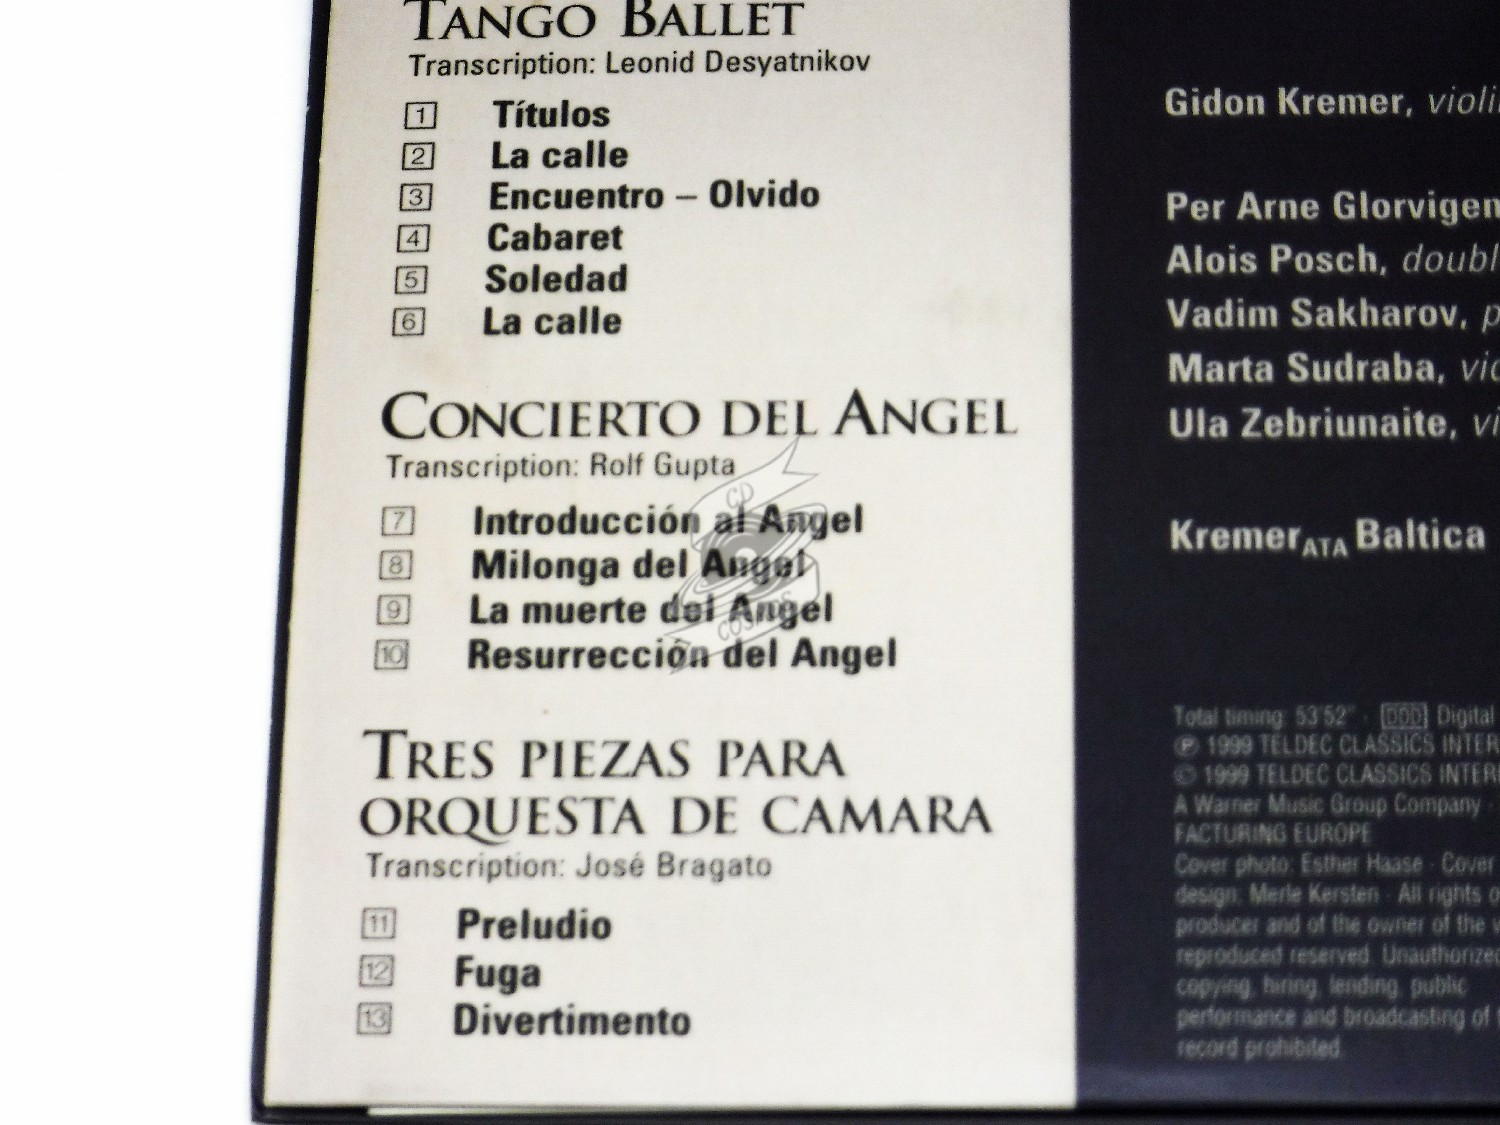 TANGO BALLET
Transcription: Leonid Desyatnikov
1 Títulos
2 La calle
3 Encuentro – Olvido
4 Cabaret
5 Soledad
6 La calle
CONCIERTO DEL ANGEL
Transcription: Rolf Gupta
7 Introducción al Angel
8 Milonga del Angel
9 La muerte del Angel
10 Resurrección del Angel
TRES PIEZAS PARA
ORQUESTA DE CAMARA
Transcription: José Bragato
11 Preludio
12 Fuga
13 Divertimento
CD
COSMOS
Gidon Kremer,
Per Arne Glorvigen
Alois Posch,
Vadim Sakharov,
Marta Sudraba,
Ula Zebriunaite,
KremerATA Baltica
Total timing: 53'52" · DDD Digital
℗ 1999 TELDEC CLASSICS
© 1999 TELDEC CLASSICS
A Warner Music Group Company ·
FACTURING EUROPE
Cover photo: Esther Haase · Cover
design: Merle Kersten · All rights
producer and of the owner of the
reproduced reserved. Unauthorized
copying, hiring, lending, public
performance and broadcasting of
record prohibited.